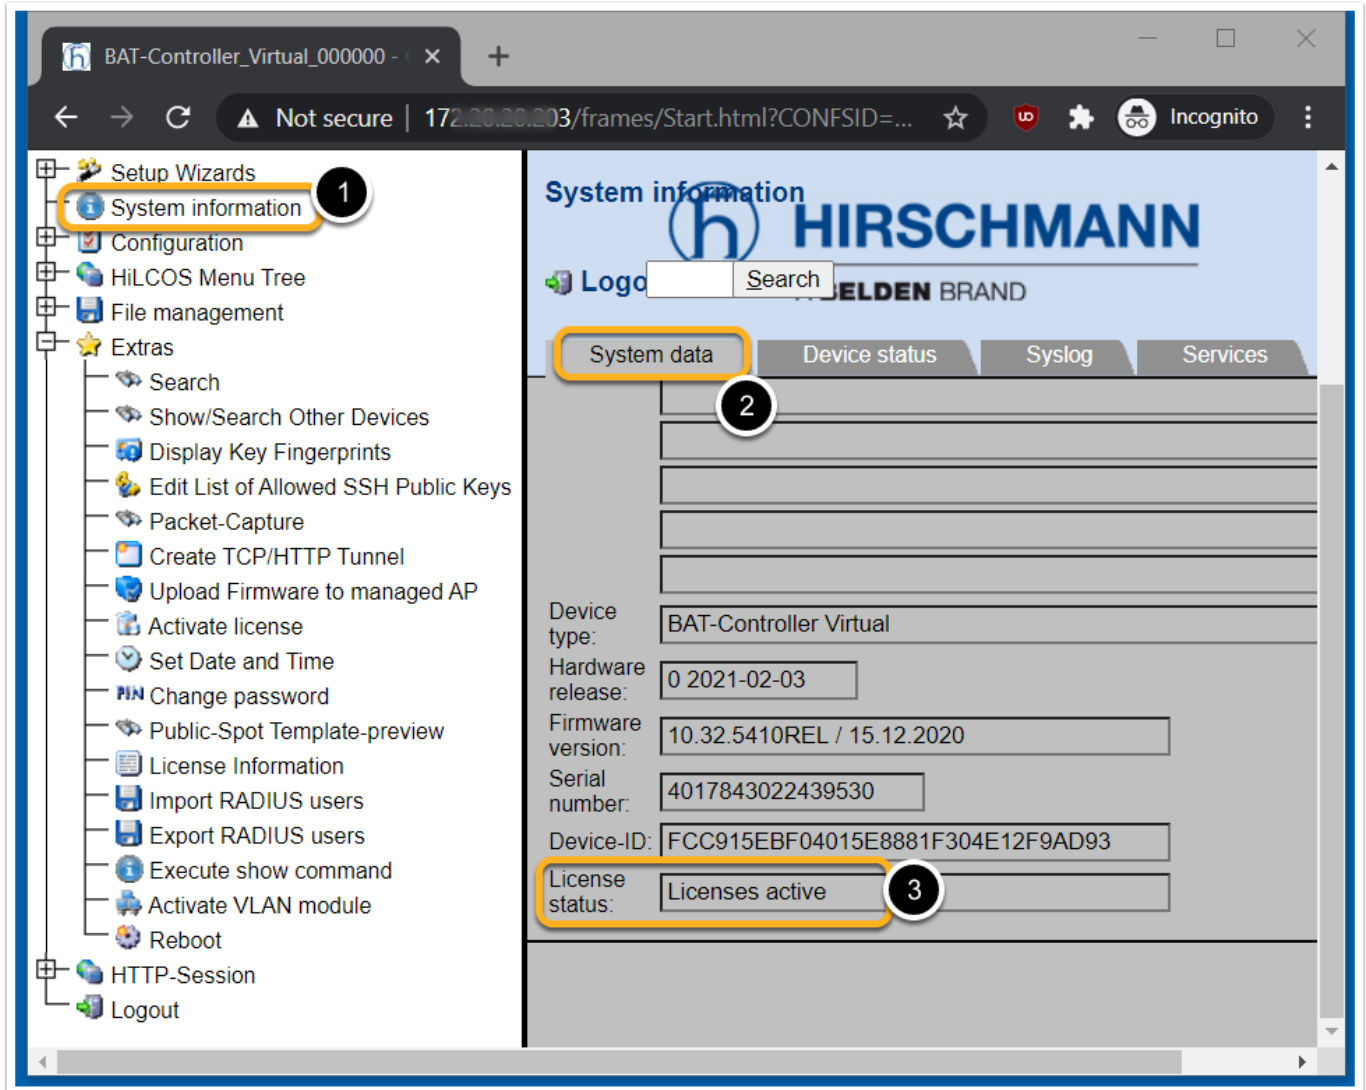 BAT-Controller_Virtual_000000 -
Not secure
/frames/Start.html?CONFSID=...
Incognito
Setup Wizards
1
System information
Configuration
HiLCOS Menu Tree
File management
Extras
Search
Show/Search Other Devices
Display Key Fingerprints
Edit List of Allowed SSH Public Keys
Packet-Capture
Create TCP/HTTP Tunnel
Upload Firmware to managed AP
Activate license
Set Date and Time
PIN Change password
Public-Spot Template-preview
License Information
Import RADIUS users
Export RADIUS users
Execute show command
Activate VLAN module
Reboot
HTTP-Session
Logout
System information
HIRSCHMANN
Logo
Search
BELDEN BRAND
System data
Device status
Syslog
Services
2
Device type: BAT-Controller Virtual
Hardware release: 0 2021-02-03
Firmware version: 10.32.5410REL / 15.12.2020
Serial number: 4017843022439530
Device-ID: FCC915EBF04015E8881F304E12F9AD93
License status: Licenses active
3